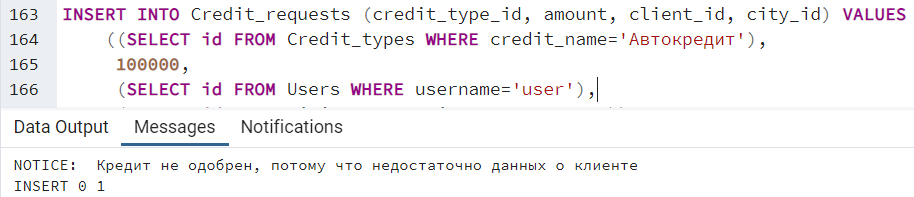 163 INSERT INTO Credit_requests (credit_type_id, amount, client_id, city_id) VALUES
164 ((SELECT id FROM Credit_types WHERE credit_name='Автокредит'),
165 100000,
166 (SELECT id FROM Users WHERE username='user'),
Data Output Messages Notifications
NOTICE: Кредит не одобрен, потому что недостаточно данных о клиенте
INSERT 0 1